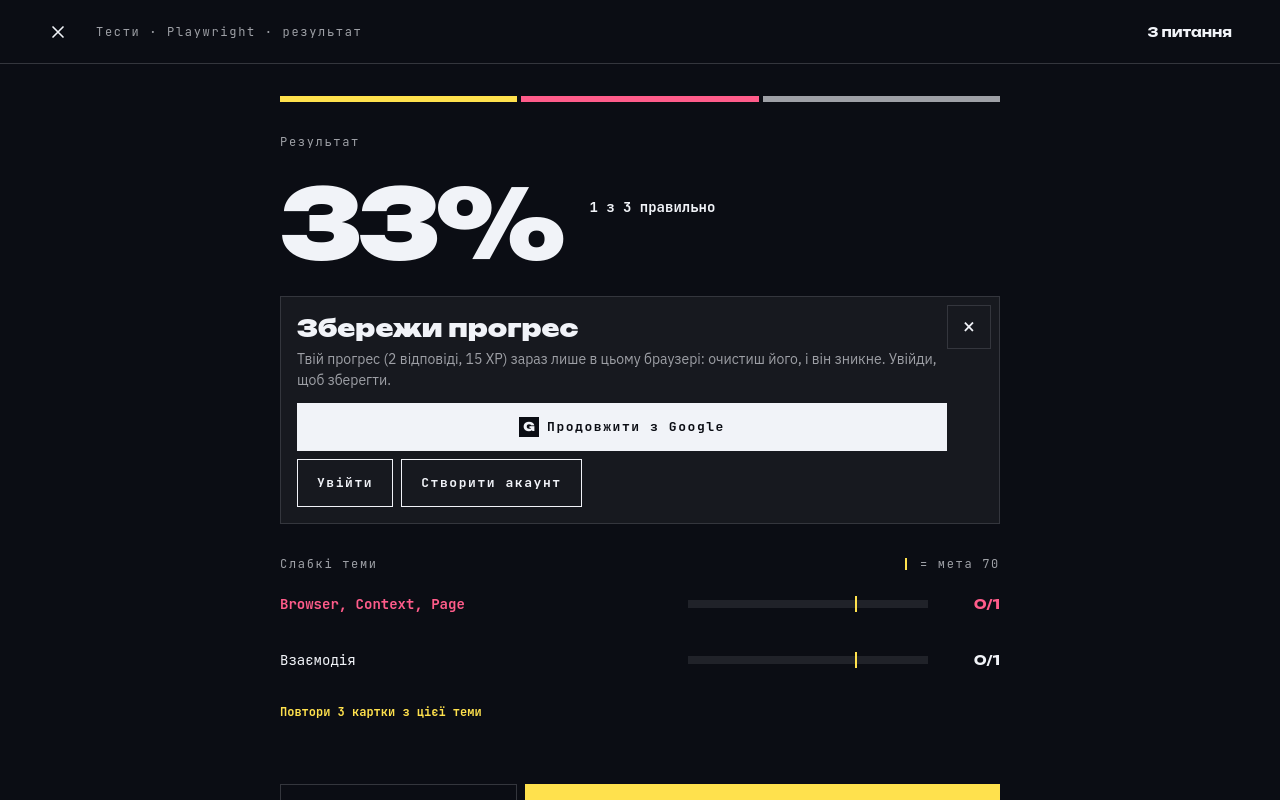 Тести · Playwright · результат
3 питання
Результат
33%
1 з 3 правильно
Збережи прогрес
Твій прогрес (2 відповіді, 15 XP) зараз лише в цьому браузері: очистиш його, і він зникне. Увійди,
щоб зберегти.
G Продовжити з Google
Увійти
Створити акаунт
Слабкі теми
= мета 70
Browser, Context, Page
0/1
Взаємодія
0/1
Повтори 3 картки з цієї теми